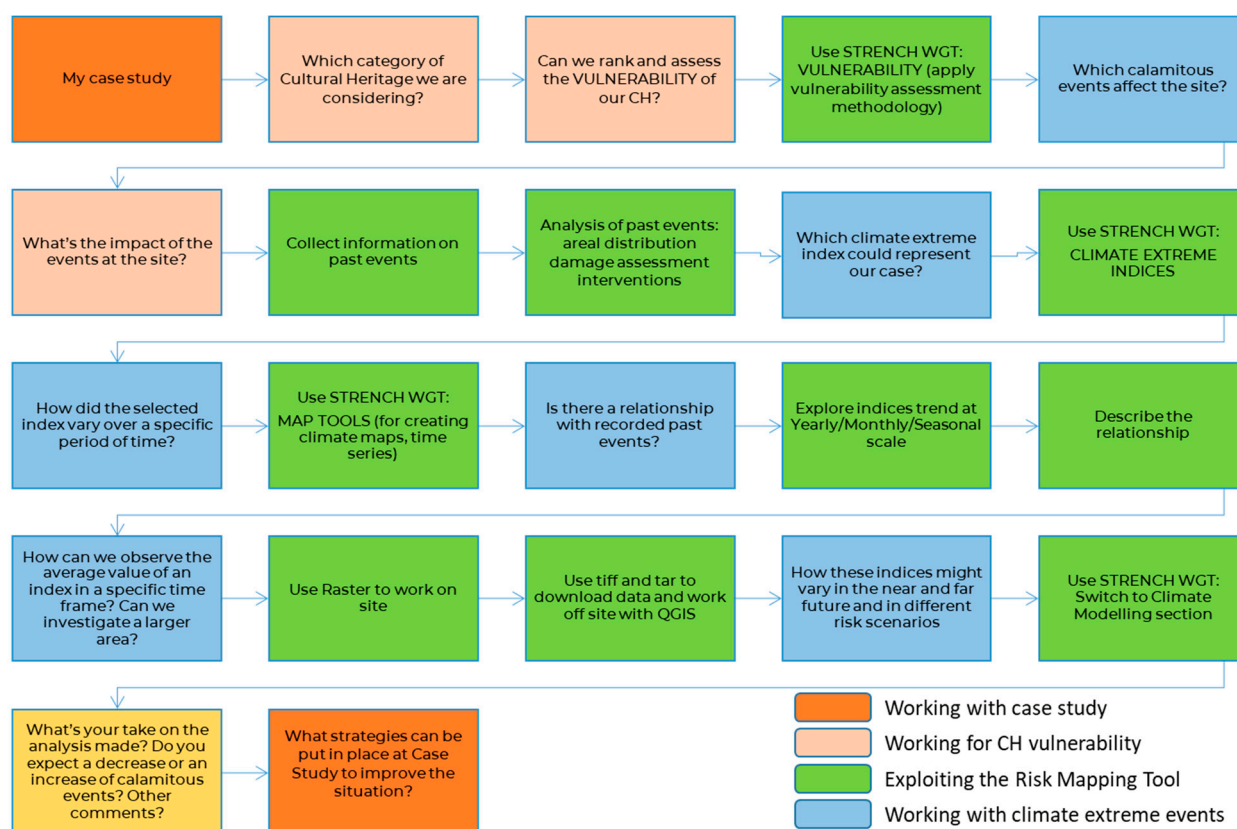 My case study
Which category of
Cultural Heritage we are
considering?
Can we rank and assess
the VULNERABILITY of
our CH?
Use STRENCH WGT:
VULNERABILITY (apply
vulnerability assessment
methodology)
Which calamitous
events affect the site?
What's the impact of the
events at the site?
Collect information on
past events
Analysis of past events:
areal distribution
damage assessment
interventions
Which climate extreme
index could represent
our case?
Use STRENCH WGT:
CLIMATE EXTREME
INDICES
How did the selected
index vary over a specific
period of time?
Use STRENCH WGT:
MAP TOOLS (for creating
climate maps, time
series)
Is there a relationship
with recorded past
events?
Explore indices trend at
Yearly/Monthly/Seasonal
scale
Describe the
relationship
How can we observe the
average value of an
index in a specific time
frame? Can we
investigate a larger
area?
Use Raster to work on
site
Use tiff and tar to
download data and work
off site with QGIS
How these indices might
vary in the near and far
future and in different
risk scenarios
Use STRENCH WGT:
Switch to Climate
Modelling section
What's your take on the
analysis made? Do you
expect a decrease or an
increase of calamitous
events? Other
comments?
What strategies can be
put in place at Case
Study to improve the
situation?
Working with case study
Working for CH vulnerability
Exploiting the Risk Mapping Tool
Working with climate extreme events